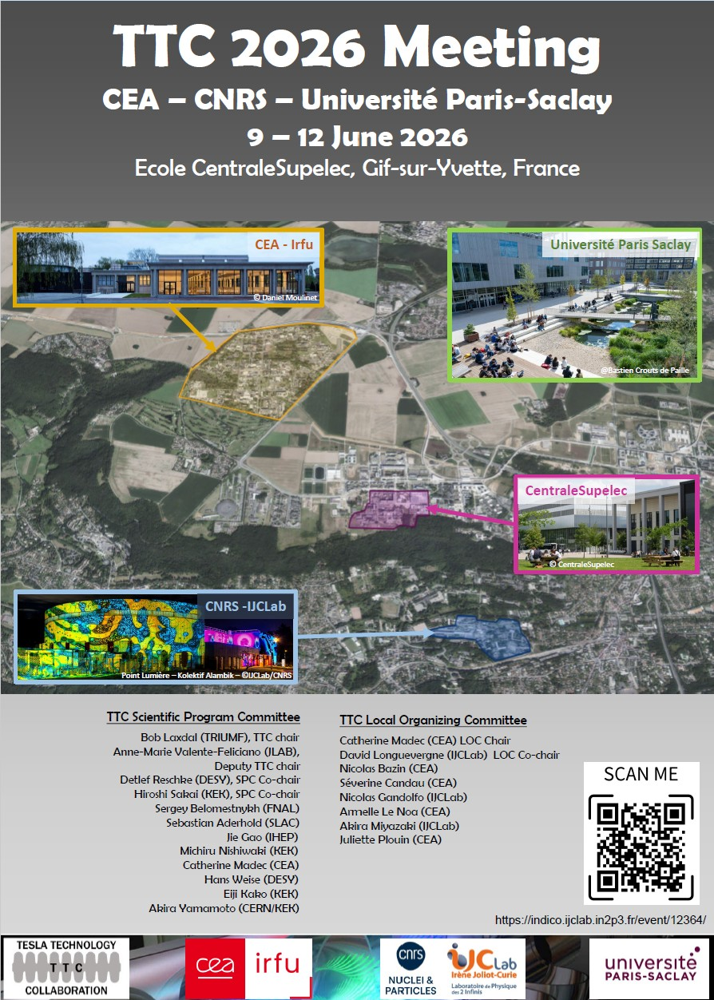 TTC 2026 Meeting
CEA – CNRS – Université Paris-Saclay
9 – 12 June 2026
Ecole CentraleSupelec, Gif-sur-Yvette, France
CEA - Irfu
© Daniel Moulinet
Université Paris Saclay
@Bastien Crouts de Paille
CentraleSupelec
© CentraleSupelec
CNRS -IJCLab
Point Lumière – Kolektif Alambik – ©IJCLab/CNRS
TTC Scientific Program Committee
Bob Laxdal (TRIUMF), TTC chair
Anne-Marie Valente-Feliciano (JLAB),
Deputy TTC chair
Detlef Reschke (DESY), SPC Co-chair
Hiroshi Sakai (KEK), SPC Co-chair
Sergey Belomestnykh (FNAL)
Sebastian Aderhold (SLAC)
Jie Gao (IHEP)
Michiru Nishiwaki (KEK)
Catherine Madec (CEA)
Hans Weise (DESY)
Eiji Kako (KEK)
Akira Yamamoto (CERN/KEK)
TTC Local Organizing Committee
Catherine Madec (CEA) LOC Chair
David Longuevergne (IJCLab) LOC Co-chair
Nicolas Bazin (CEA)
Séverine Candau (CEA)
Nicolas Gandolfo (IJCLab)
Armelle Le Noa (CEA)
Akira Miyazaki (IJCLab)
Juliette Plouin (CEA)
SCAN ME
https://indico.ijclab.in2p3.fr/event/12364/
TESLA TECHNOLOGY
TTC
COLLABORATION
cea irfu
cnrs
NUCLEI &
PARTICLES
iJC Lab
Irène Joliot-Curie
Laboratoire de Physique
des 2 Infinis
université
PARIS-SACLAY